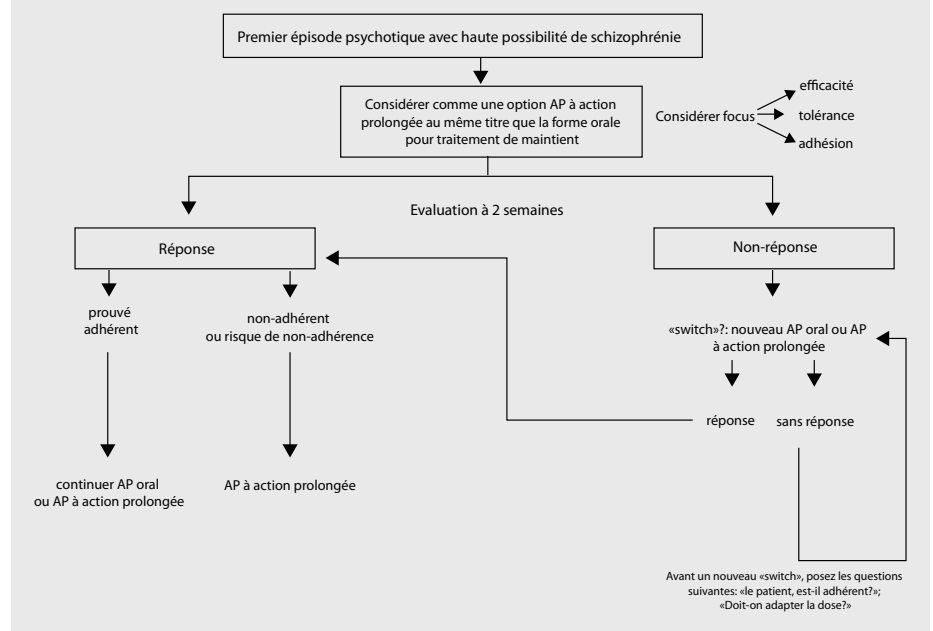 Premier épisode psychotique avec haute possibilité de schizophrénie
Considérer comme une option AP à action
prolongée au même titre que la forme orale
pour traitement de maintient
Considérer focus
efficacité
tolérance
adhésion
Evaluation à 2 semaines
Réponse
Non-réponse
prouvé
adhérent
non-adhérent
ou risque de non-adhérence
«switch»?: nouveau AP oral ou AP
à action prolongée
réponse
sans réponse
continuer AP oral
ou AP à action prolongée
AP à action prolongée
Avant un nouveau «switch», posez les questions
suivantes: «le patient, est-il adhérent?»;
«Doit-on adapter la dose?»